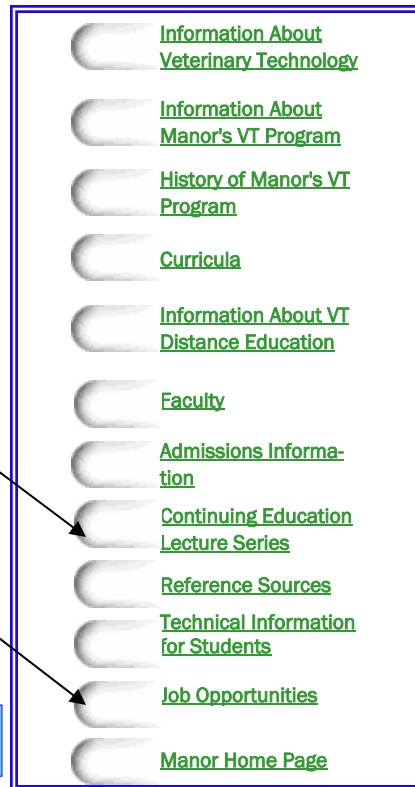 Information About
Veterinary Technology
Information About
Manor's VT Program
History of Manor's VT
Program
Curricula
Information About VT
Distance Education
Faculty
Admissions Informa-
tion
Continuing Education
Lecture Series
Reference Sources
Technical Information
for Students
Job Opportunities
Manor Home Page